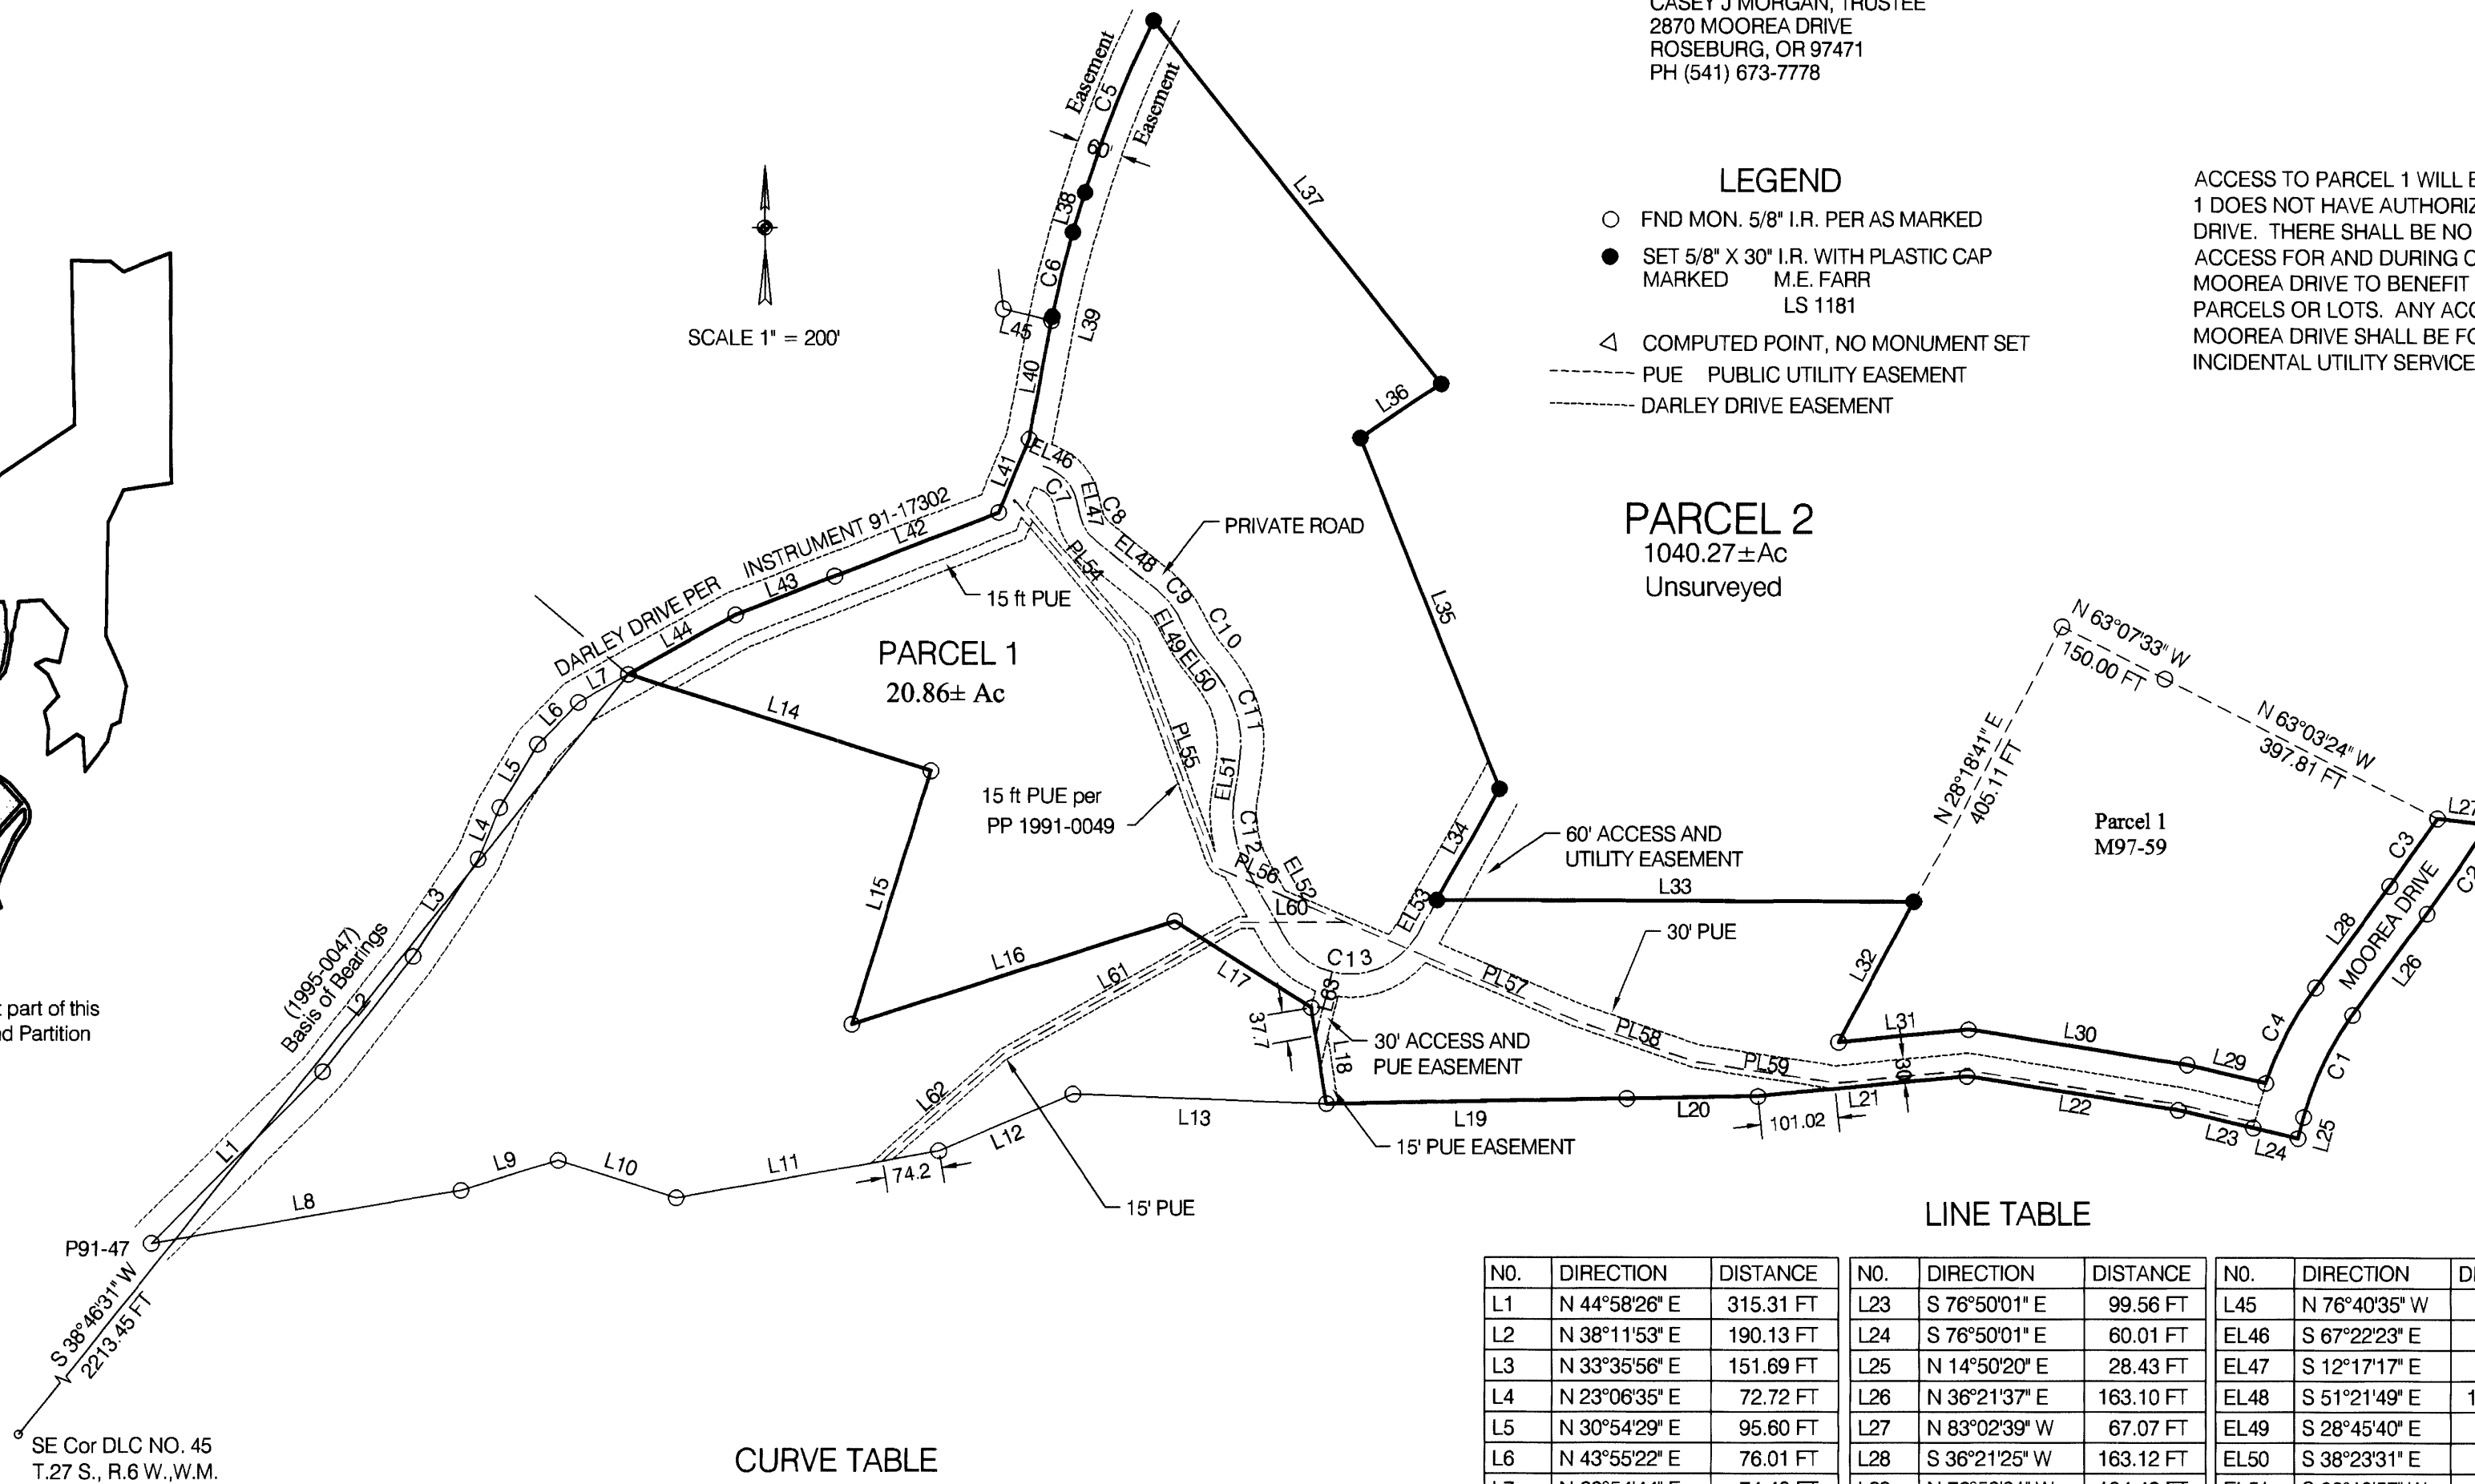 CASEY J MORGAN, TRUSTEE
2870 MOOREA DRIVE
ROSEBURG, OR 97471
PH (541) 673-7778
LEGEND
FND MON. 5/8" I.R. PER AS MARKED
SET 5/8" X 30" I.R. WITH PLASTIC CAP
MARKED M.E. FARR
LS 1181
COMPUTED POINT, NO MONUMENT SET
PUE PUBLIC UTILITY EASEMENT
DARLEY DRIVE EASEMENT
ACCESS TO PARCEL 1 WILL
1 DOES NOT HAVE
DRIVE. THERE SHALL BE NO
ACCESS FOR AND DURING
MOOREA DRIVE TO BENEFIT
PARCELS OR LOTS. ANY
MOOREA DRIVE SHALL BE
INCIDENTAL UTILITY SERVICE
SCALE 1" = 200'
Easement
C5
Easement
60'
L38
C6
L45
L39
L40
L37
L36
L41
EL46
C7
EL47
C8
EL48
C9
C10
PRIVATE ROAD
PARCEL 2
1040.27±Ac
Unsurveyed
L35
DARLEY DRIVE PER INSTRUMENT 91-17302
L42
L43
L44
15 ft PUE
PL54
EL49
EL50
C11
PARCEL 1
20.86± Ac
L7
L6
L5
L4
L3
L14
L15
L16
L17
PL55
EL51
C12
15 ft PUE per
PP 1991-0049
PL56
EL52
L60
EL53
L34
60' ACCESS AND
UTILITY EASEMENT
L33
30' PUE
C13
L63
37.7
30' ACCESS AND
PUE EASEMENT
L18
15' PUE EASEMENT
PL57
PL58
PL59
L32
L31
30
L30
L29
L19
L20
101.02
L21
L22
L23
L24
L25
C1
C4
L26
L28
MOOREA DRIVE
C3
C2
L27
N 63°07'33" W
150.00 FT
N 63°03'24" W
397.81 FT
N 28°18'41" E
405.11 FT
Parcel 1
M97-59
(1995-0047)
Basis of Bearings
L2
L1
L61
L62
L8
L9
L10
L11
74.2
L12
L13
15' PUE
P91-47
S 38°46'31" W
2213.45 FT
SE Cor DLC NO. 45
T.27 S., R.6 W.,W.M.
part of this
Partition
CURVE TABLE
LINE TABLE
N0. DIRECTION DISTANCE N0. DIRECTION DISTANCE N0. DIRECTION
L1 N 44°58'26" E 315.31 FT L23 S 76°50'01" E 99.56 FT L45 N 76°40'35" W
L2 N 38°11'53" E 190.13 FT L24 S 76°50'01" E 60.01 FT EL46 S 67°22'23" E
L3 N 33°35'56" E 151.69 FT L25 N 14°50'20" E 28.43 FT EL47 S 12°17'17" E
L4 N 23°06'35" E 72.72 FT L26 N 36°21'37" E 163.10 FT EL48 S 51°21'49" E
L5 N 30°54'29" E 95.60 FT L27 N 83°02'39" W 67.07 FT EL49 S 28°45'40" E
L6 N 43°55'22" E 76.01 FT L28 S 36°21'25" W 163.12 FT EL50 S 38°23'31" E